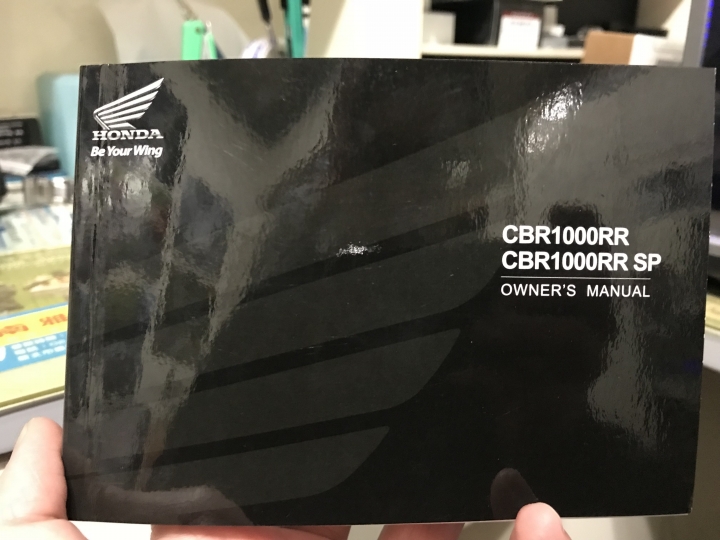 HONDA
Be Your Wing
CBR1000RR
CBR1000RR SP
OWNER'S MANUAL